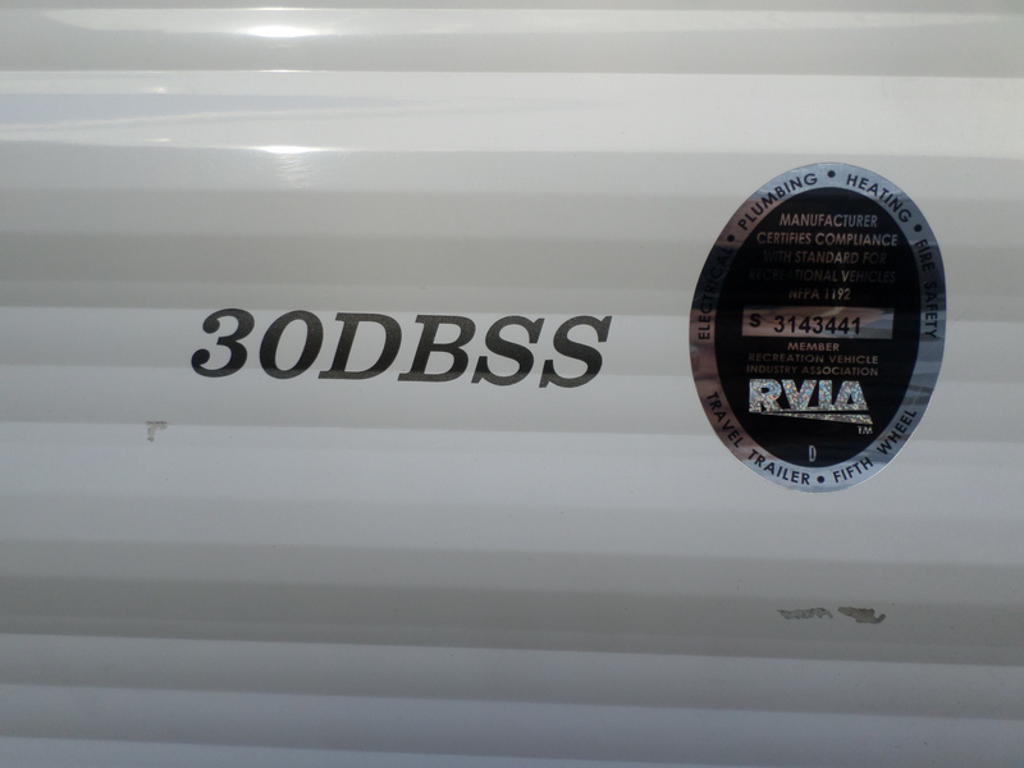 30DBSS
ELECTRICAL • PLUMBING • HEATING • FIRE SAFETY
MANUFACTURER
CERTIFIES COMPLIANCE
WITH STANDARD FOR
RECREATIONAL VEHICLES
NFPA 1192
S 3143441
MEMBER
RECREATION VEHICLE
INDUSTRY ASSOCIATION
RVIA
TM
D
TRAVEL TRAILER • FIFTH WHEEL